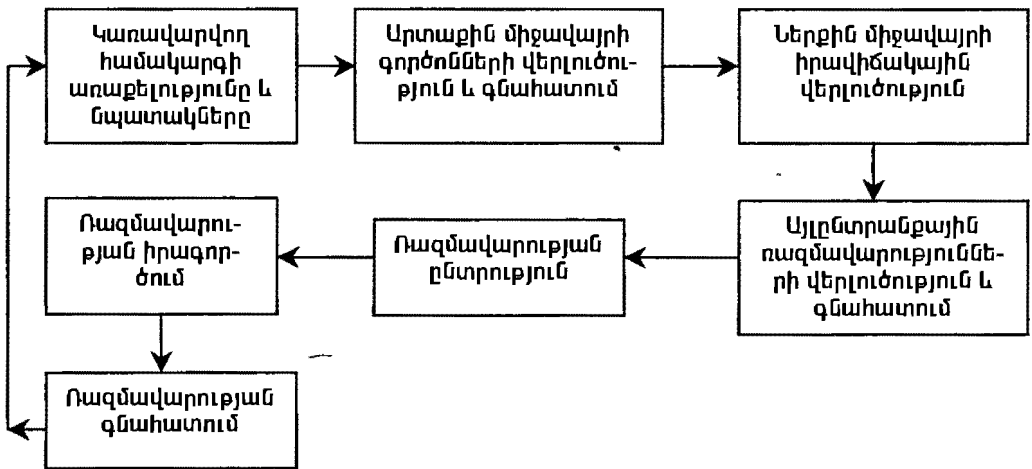 Կառավարվող
համակարգի
առաքելությունը և
նպատակները
Արտաքին միջավայրի
գործոնների վերլուծու-
թյուն և գնահատում
Ներքին միջավայրի
իրավիճակային
վերլուծություն
Այլընտրանքային
ռազմավարություննե-
րի վերլուծություն և
գնահատում
Ռազմավարության
ընտրություն
Ռազմավարու-
թյան իրագոր-
ծում
Ռազմավարության
գնահատում